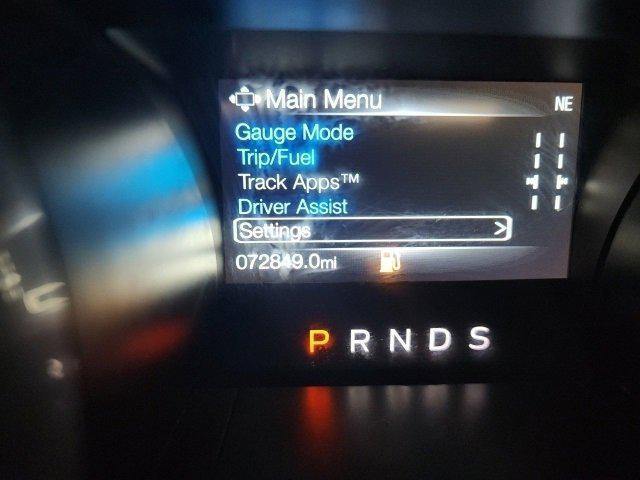 Main Menu NE
Gauge Mode
Trip/Fuel
Track Apps™
Driver Assist
Settings >
072849.0mi
P R N D S